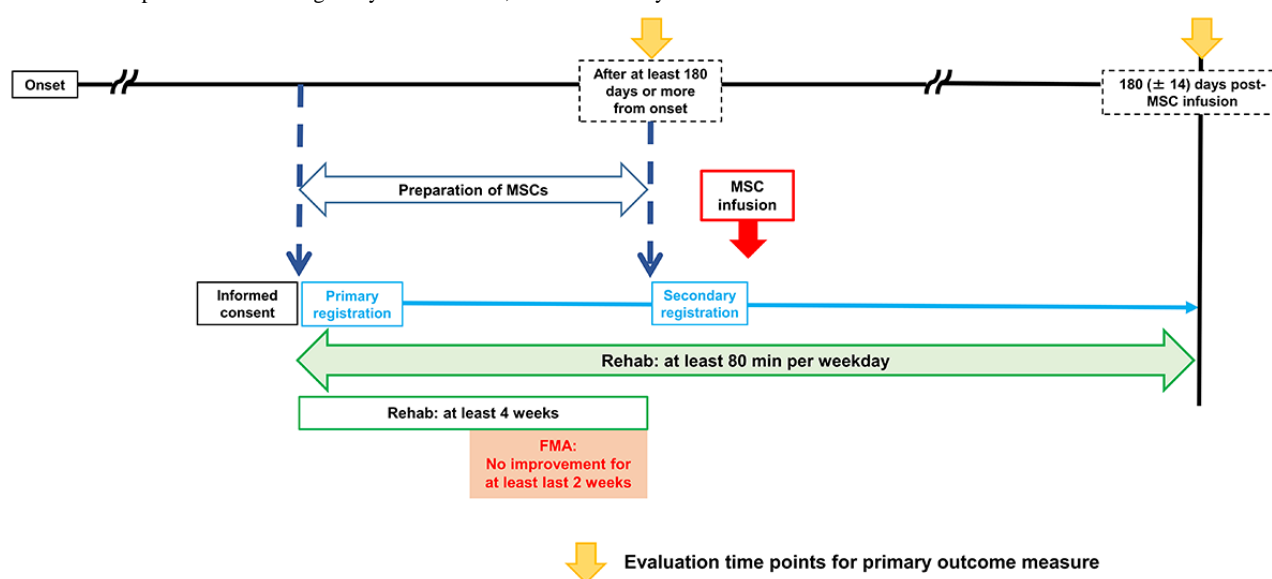 After at least 180
days or more
from onset
Onset
180 (± 14) days post-
MSC infusion
Preparation of MSCs
MSC
infusion
Informed
consent
Primary
registration
Secondary
registration
Rehab: at least 80 min per weekday
Rehab: at least 4 weeks
FMA:
No improvement for
at least last 2 weeks
Evaluation time points for primary outcome measure